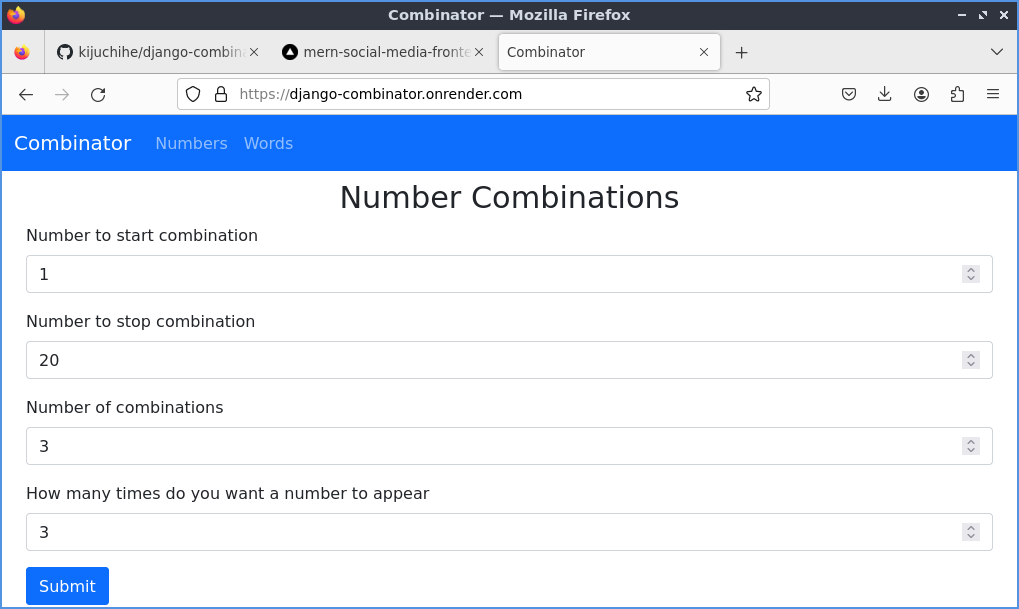 Combinator — Mozilla Firefox
kijuchihe/django-combin
mern-social-media-fronte
Combinator
https://django-combinator.onrender.com
Combinator Numbers Words
Number Combinations
Number to start combination
1
Number to stop combination
20
Number of combinations
3
How many times do you want a number to appear
3
Submit